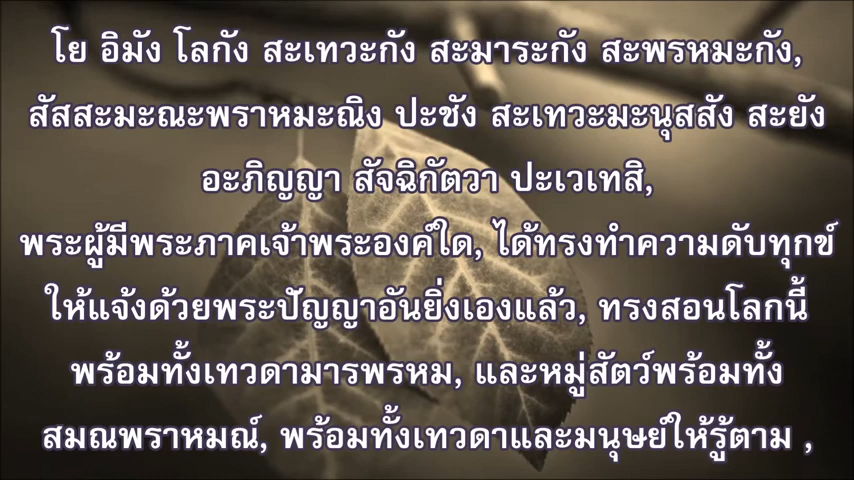 โย อิมัง โลกัง สะเทวะกัง สะมาระกัง สะพรหมะกัง,
สัสสะมะณะพราหมะณิง ปะชัง สะเทวะมะนุสสัง สะยัง
อะภิญญา สัจฉิกัตวา ปะเวเทสิ,
พระผู้มีพระภาคเจ้าพระองค์ใด, ได้ทรงทำความดับทุกข์
ให้แจ้งด้วยพระปัญญาอันยิ่งเองแล้ว, ทรงสอนโลกนี้
พร้อมทั้งเทวดามารพรหม, และหมู่สัตว์พร้อมทั้ง
สมณพราหมณ์, พร้อมทั้งเทวดาและมนุษย์ให้รู้ตาม ,